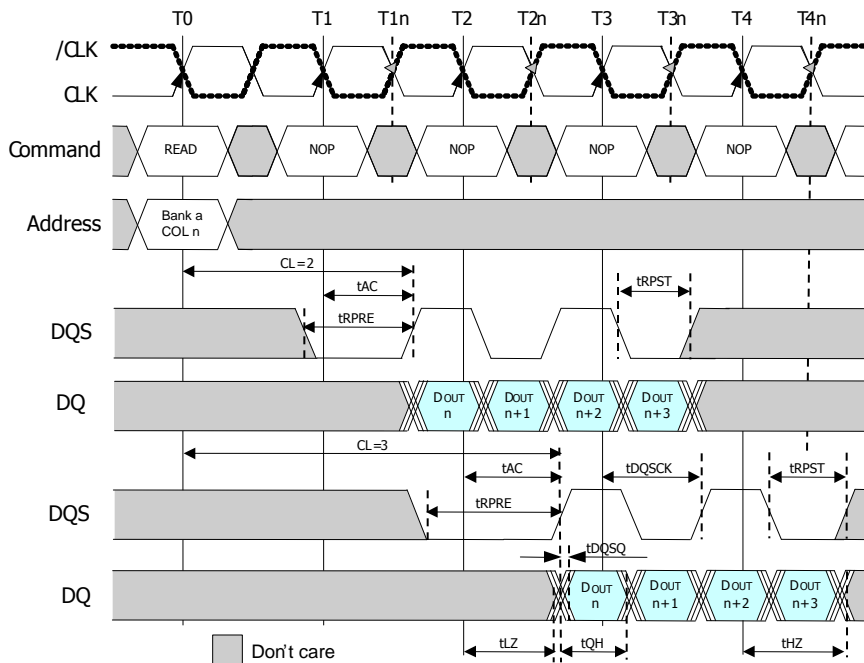 T0 T1 T1n T2 T2n T3 T3n T4 T4n
/CLK
CLK
Command READ NOP NOP NOP NOP
Address Bank a
COL n
CL=2
tAC tRPST
tRPRE
DQS
DQ DOUT DOUT DOUT DOUT
n n+1 n+2 n+3
CL=3
tAC tDQSCK tRPST
tRPRE
DQS
tDQSQ
DQ DOUT DOUT DOUT DOUT
n n+1 n+2 n+3
tLZ tQH tHZ
Don't care